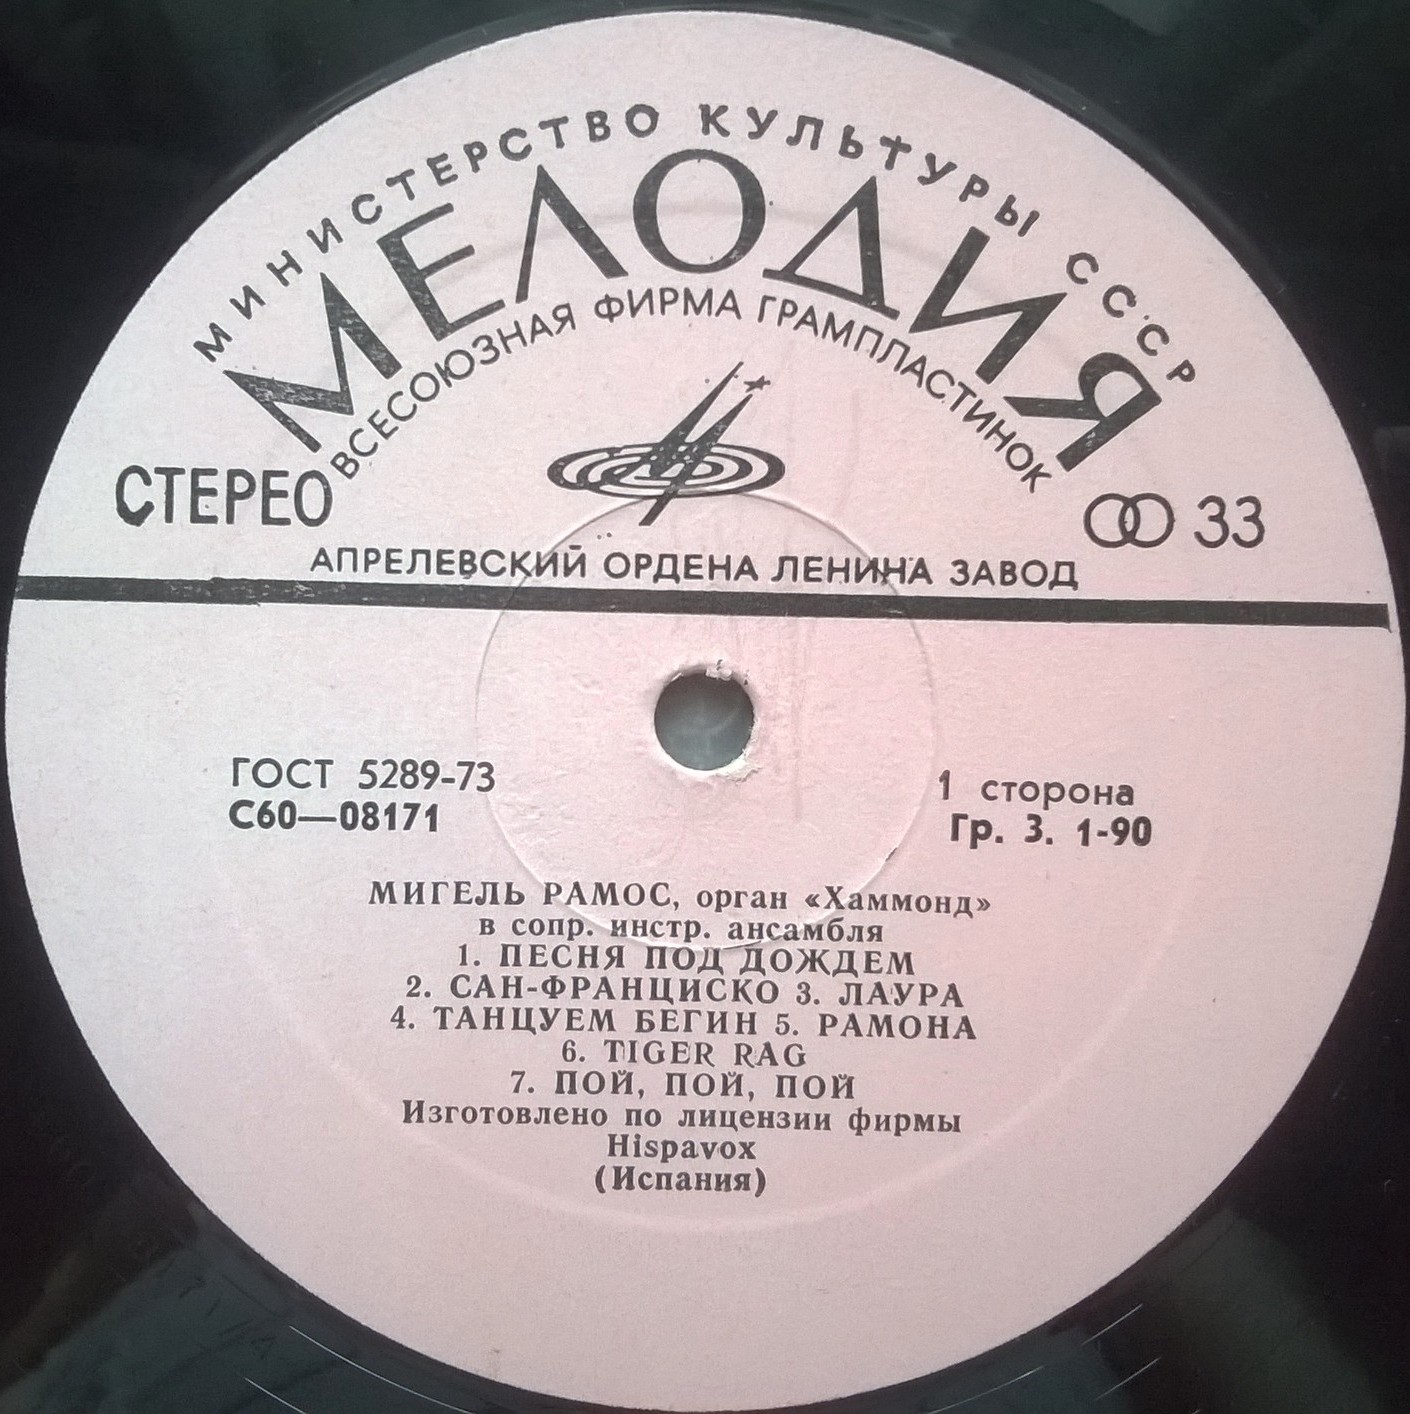 МИНИСТЕРСТВО КУЛЬТУРЫ СССР
МЕЛОДИЯ
ВСЕСОЮЗНАЯ ФИРМА ГРАМПЛАСТИНОК
СТЕРЕО
33
АПРЕЛЕВСКИЙ ОРДЕНА ЛЕНИНА ЗАВОД
ГОСТ 5289-73
С60—08171
1 сторона
Гр. 3. 1-90
МИГЕЛЬ РАМОС, орган «Хаммонд»
в сопр. инстр. ансамбля
1. ПЕСНЯ ПОД ДОЖДЕМ
2. САН-ФРАНЦИСКО 3. ЛАУРА
4. ТАНЦУЕМ БЕГИН 5. РАМОНА
6. TIGER RAG
7. ПОЙ, ПОЙ, ПОЙ
Изготовлено по лицензии фирмы
Hispavox
(Испания)